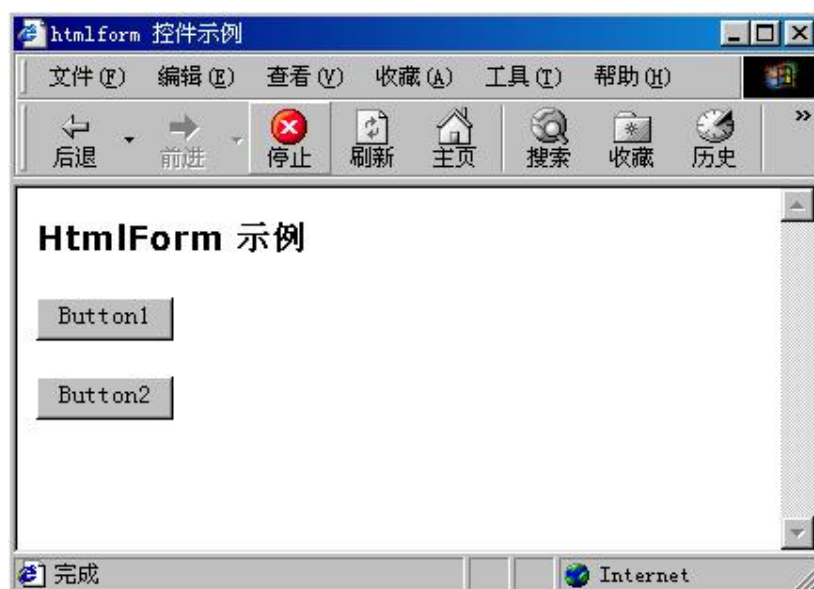 htmlform 控件示例
文件(F) 编辑(E) 查看(V) 收藏(A) 工具(T) 帮助(H)
后退 前进 停止 刷新 主页 搜索 收藏 历史 »
HtmlForm 示例
Button1
Button2
完成 Internet